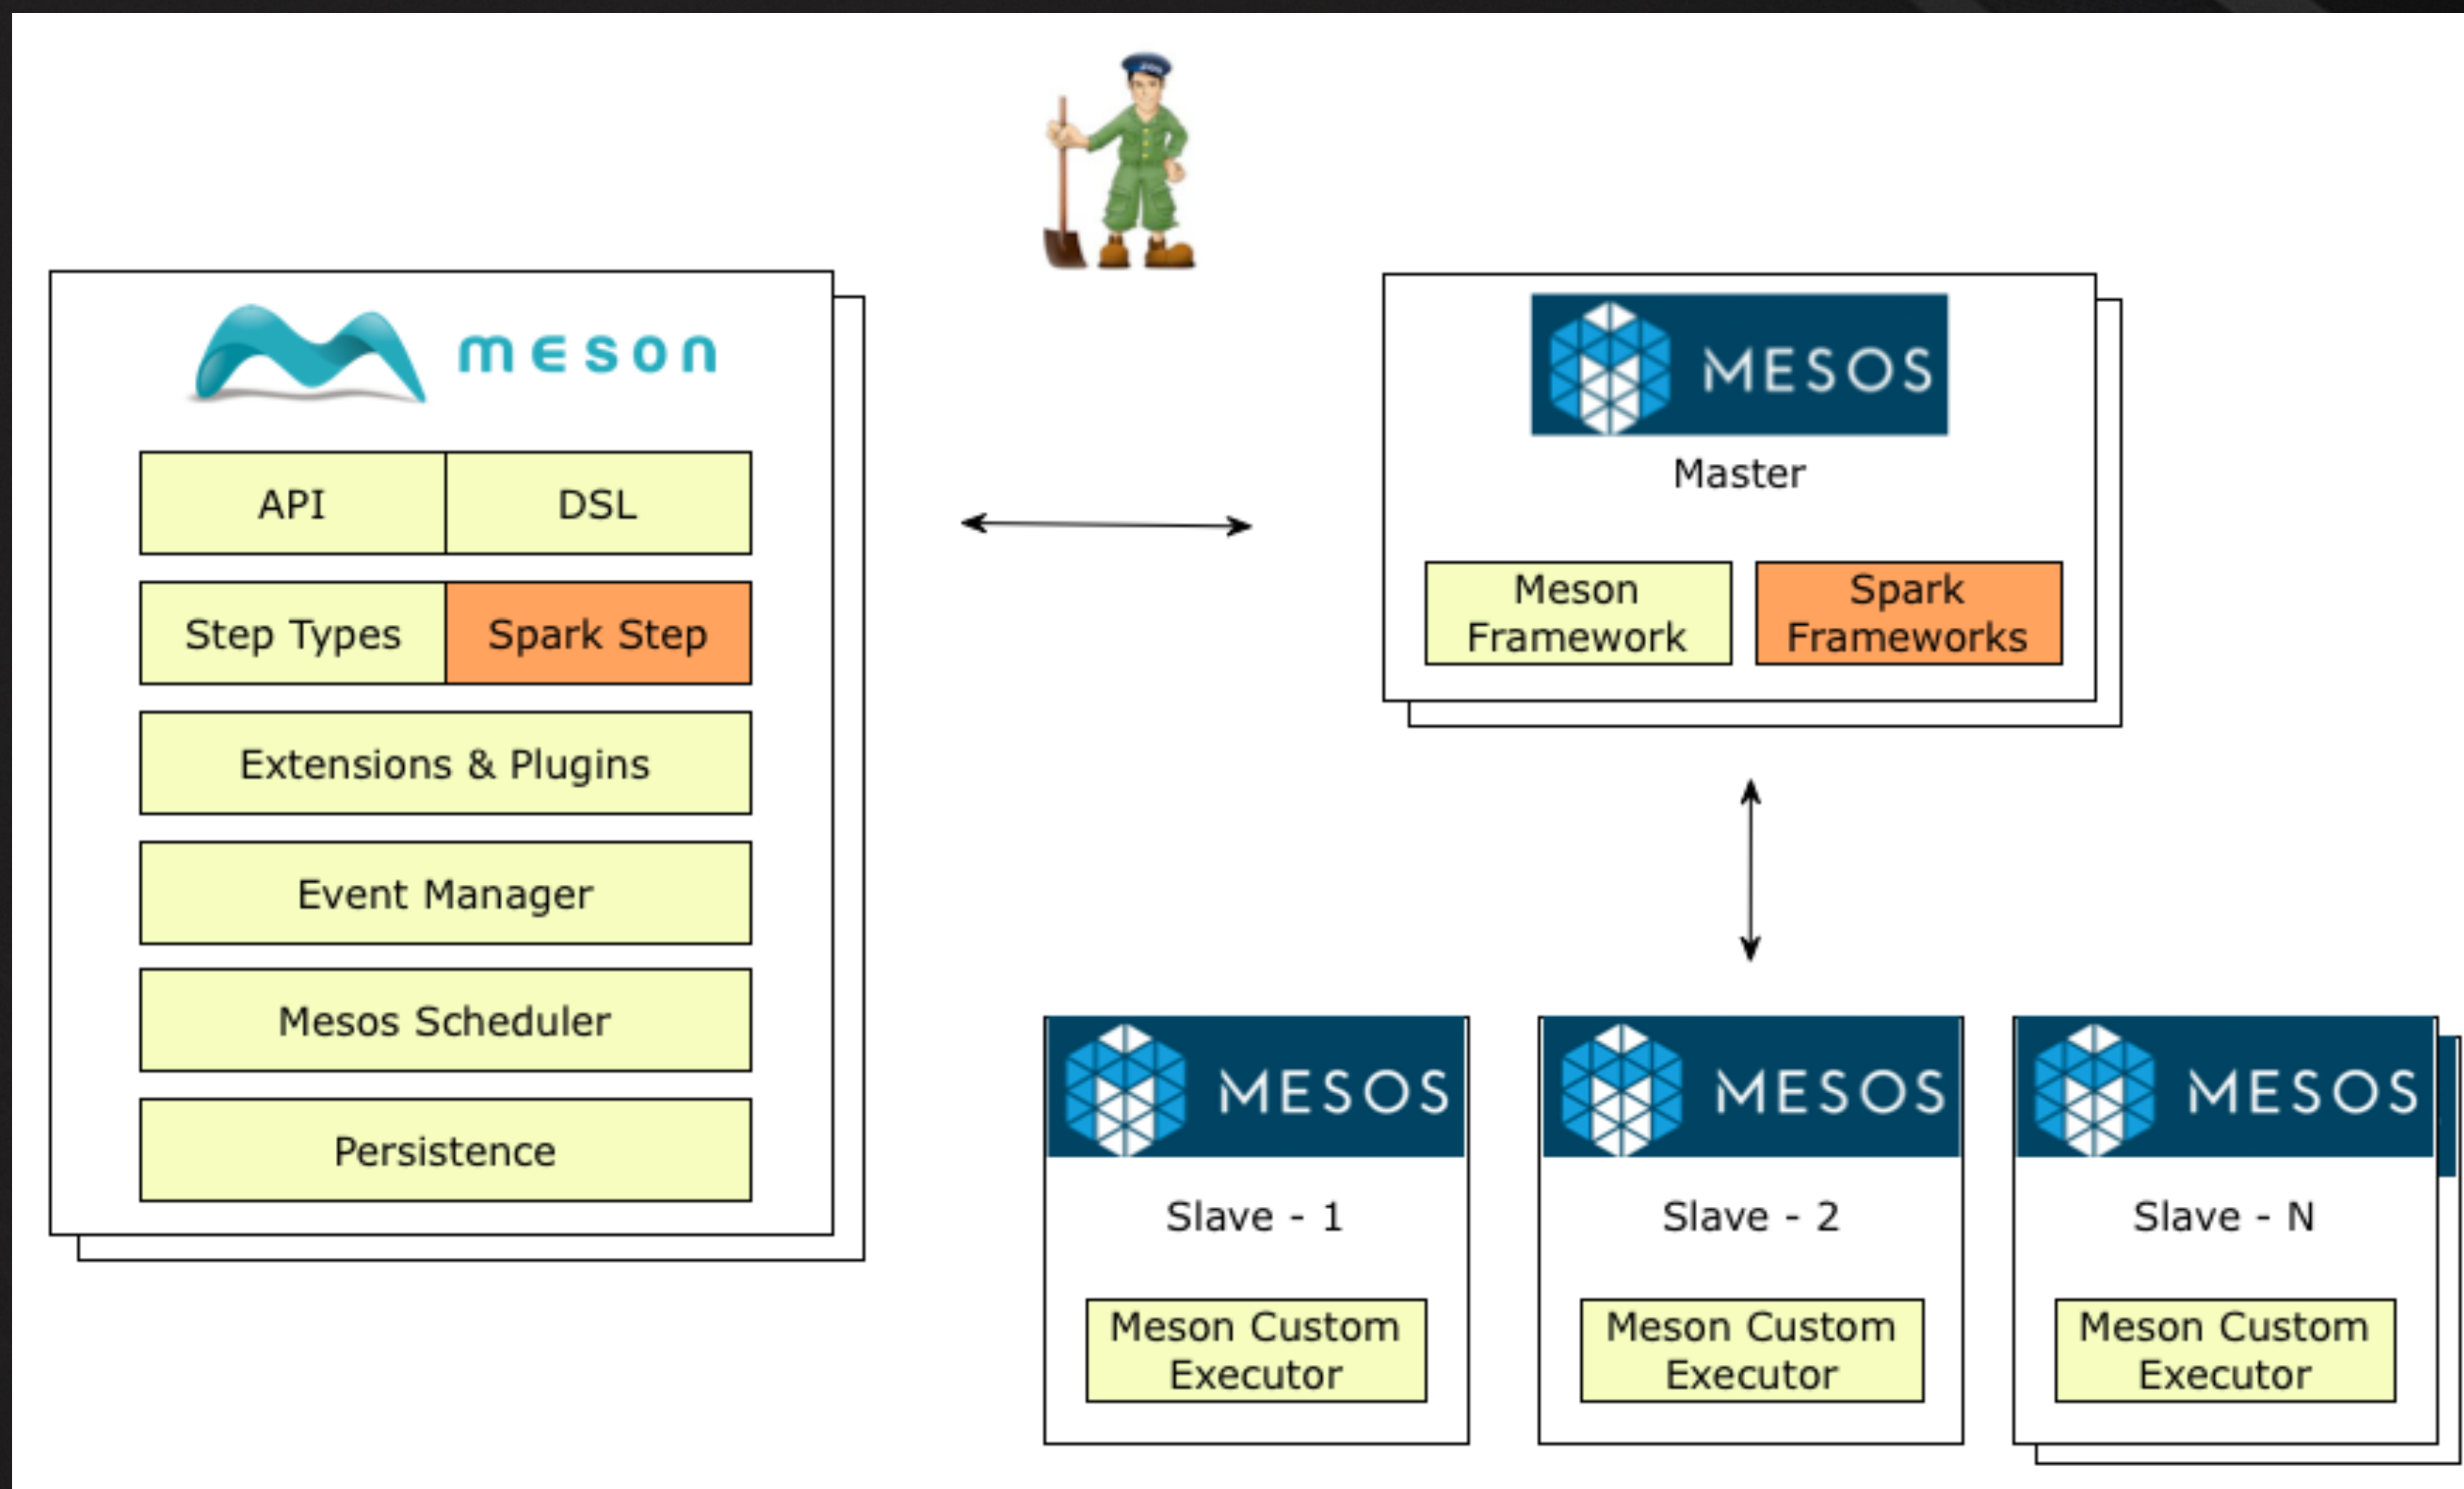 meson
API
DSL
Step Types
Spark Step
Extensions & Plugins
Event Manager
Mesos Scheduler
Persistence
MESOS
Master
Meson
Framework
Spark
Frameworks
MESOS
Slave - 1
Meson Custom
Executor
MESOS
Slave - 2
Meson Custom
Executor
MESOS
Slave - N
Meson Custom
Executor